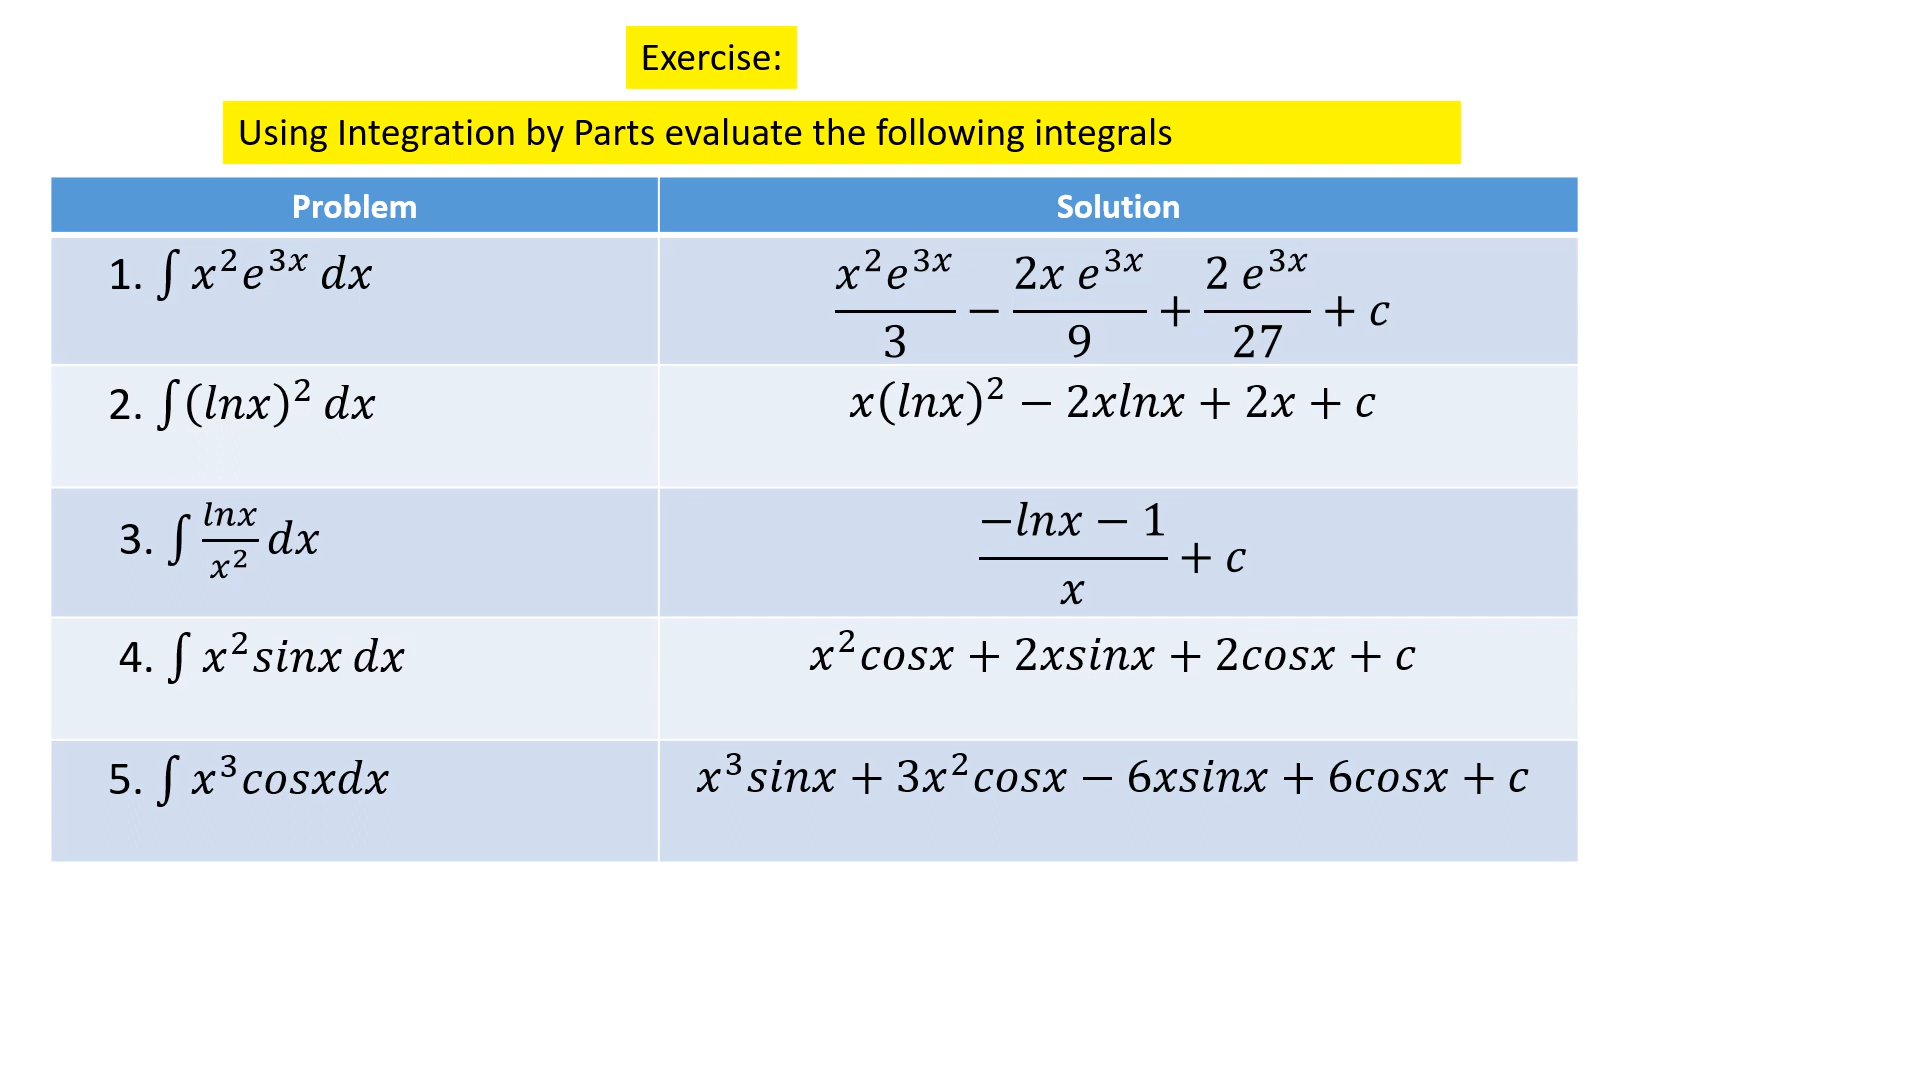 Exercise:
Using Integration by Parts evaluate the following integrals
Problem Solution
1. ∫ x²e³ˣ dx x²e³ˣ/3 − 2x e³ˣ/9 + 2 e³ˣ/27 + c
2. ∫(lnx)² dx x(lnx)² − 2xlnx + 2x + c
3. ∫ lnx/x² dx (−lnx − 1)/x + c
4. ∫ x²sinx dx x²cosx + 2xsinx + 2cosx + c
5. ∫ x³cosxdx x³sinx + 3x²cosx − 6xsinx + 6cosx + c